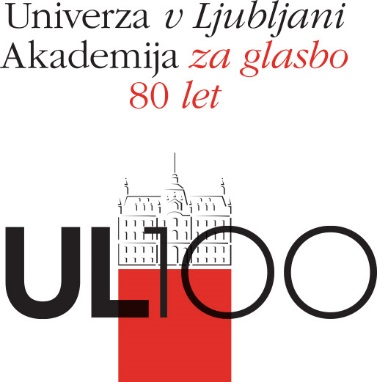 Univerza v Ljubljani
Akademija za glasbo
80 let
UL100